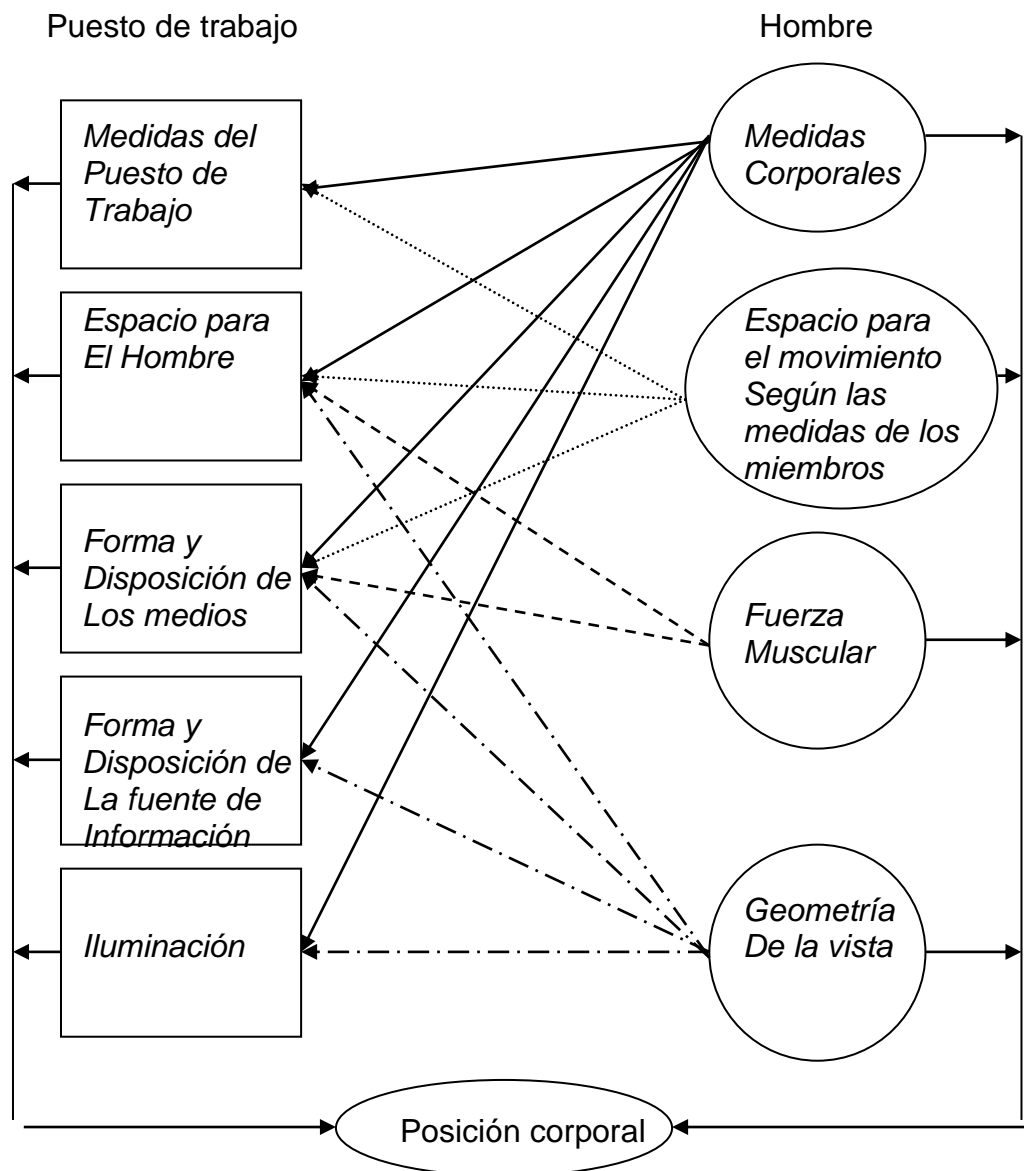 Puesto de trabajo
Hombre
Medidas del
Puesto de
Trabajo
Medidas
Corporales
Espacio para
El Hombre
Espacio para
el movimiento
Según las
medidas de los
miembros
Forma y
Disposición de
Los medios
Fuerza
Muscular
Forma y
Disposición de
La fuente de
Información
Geometría
De la vista
Iluminación
Posición corporal